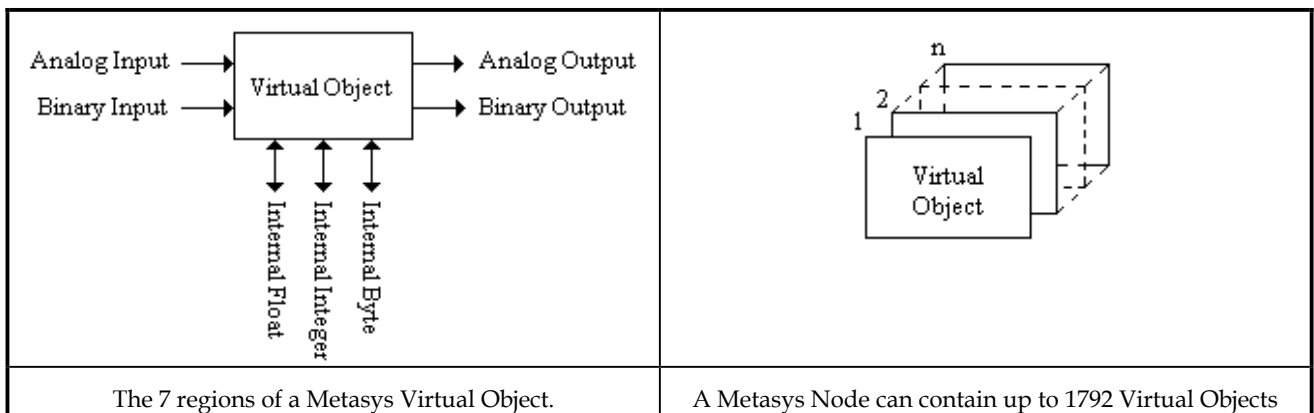 Analog Input
Binary Input
Virtual Object
Analog Output
Binary Output
Internal Float
Internal Integer
Internal Byte
n
2
1
Virtual
Object
The 7 regions of a Metasys Virtual Object.
A Metasys Node can contain up to 1792 Virtual Objects